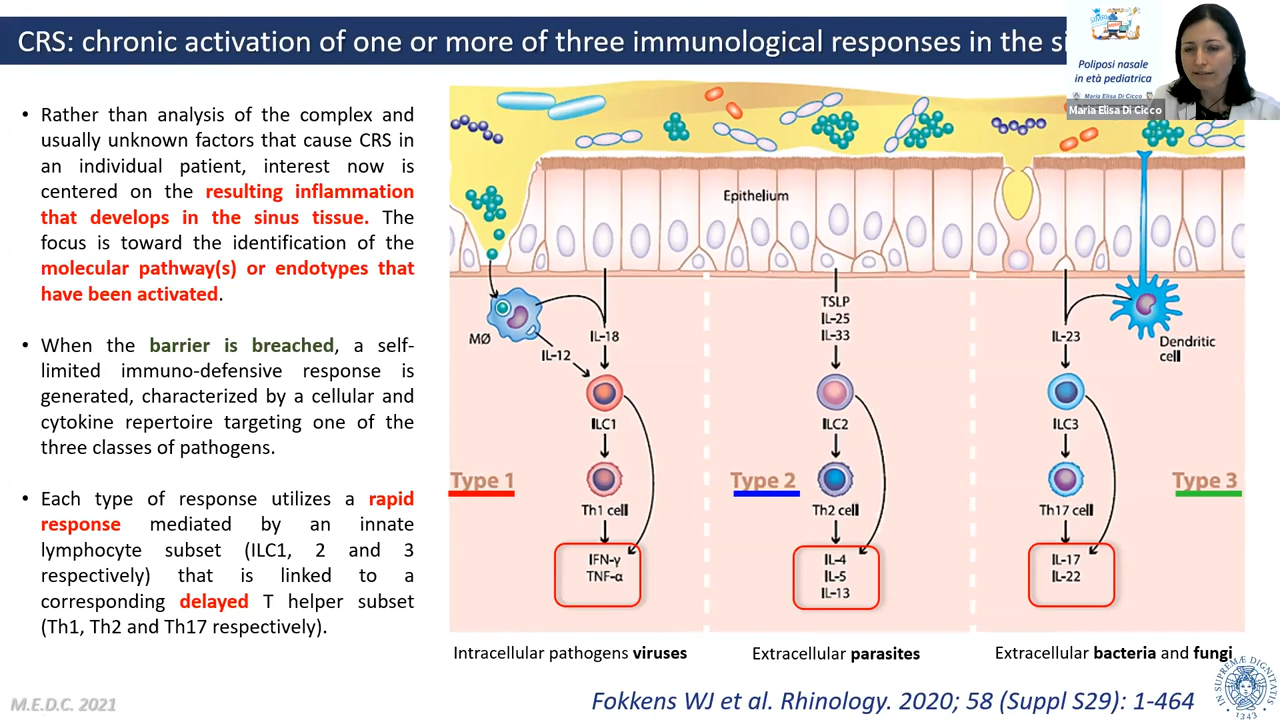 CRS: chronic activation of one or more of three immunological responses in the si
Poliposi nasale
in età pediatrica
Maria Elisa Di Cicco
Maria Elisa Di Cicco
• Rather than analysis of the complex and
usually unknown factors that cause CRS in
an individual patient, interest now is
centered on the resulting inflammation
that develops in the sinus tissue. The
focus is toward the identification of the
molecular pathway(s) or endotypes that
have been activated.
• When the barrier is breached, a self-
limited immuno-defensive response is
generated, characterized by a cellular and
cytokine repertoire targeting one of the
three classes of pathogens.
• Each type of response utilizes a rapid
response mediated by an innate
lymphocyte subset (ILC1, 2 and 3
respectively) that is linked to a
corresponding delayed T helper subset
(Th1, Th2 and Th17 respectively).
Epithelium
MØ
IL-12
IL-18
ILC1
Type 1
Th1 cell
IFN-γ
TNF-α
TSLP
IL-25
IL-33
ILC2
Type 2
Th2 cell
IL-4
IL-5
IL-13
IL-23
Dendritic
cell
ILC3
Type 3
Th17 cell
IL-17
IL-22
Intracellular pathogens viruses
Extracellular parasites
Extracellular bacteria and fungi
M.E.D.C. 2021
Fokkens WJ et al. Rhinology. 2020; 58 (Suppl S29): 1-464
IN SUPREMÆ DIGNITATIS
1343